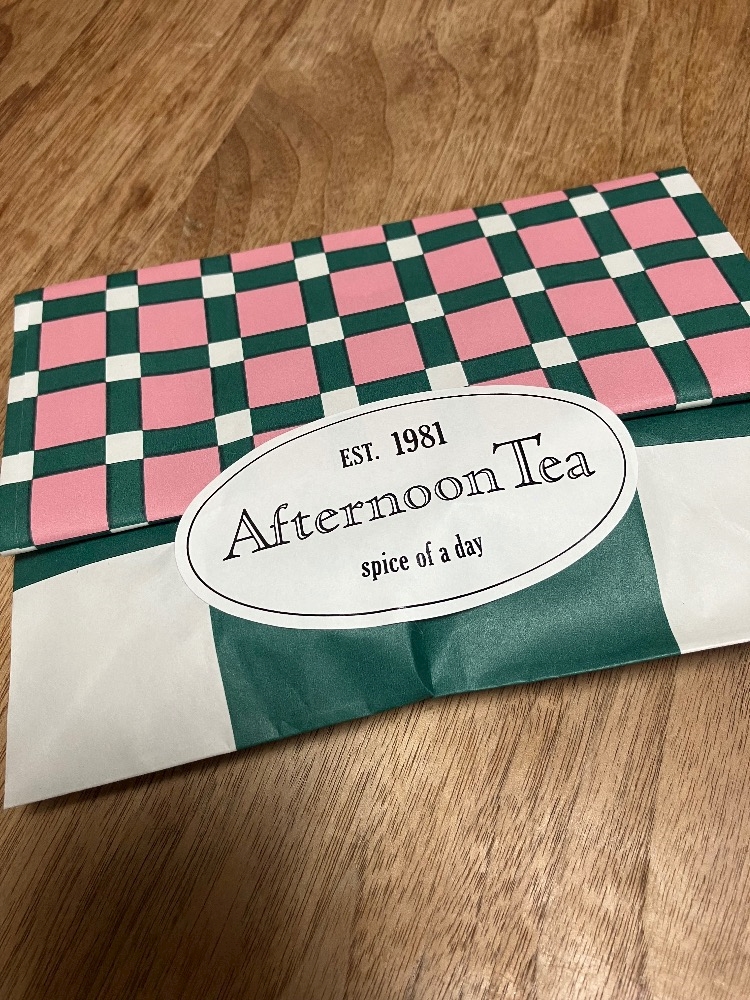 EST. 1981
Afternoon Tea
spice of a day